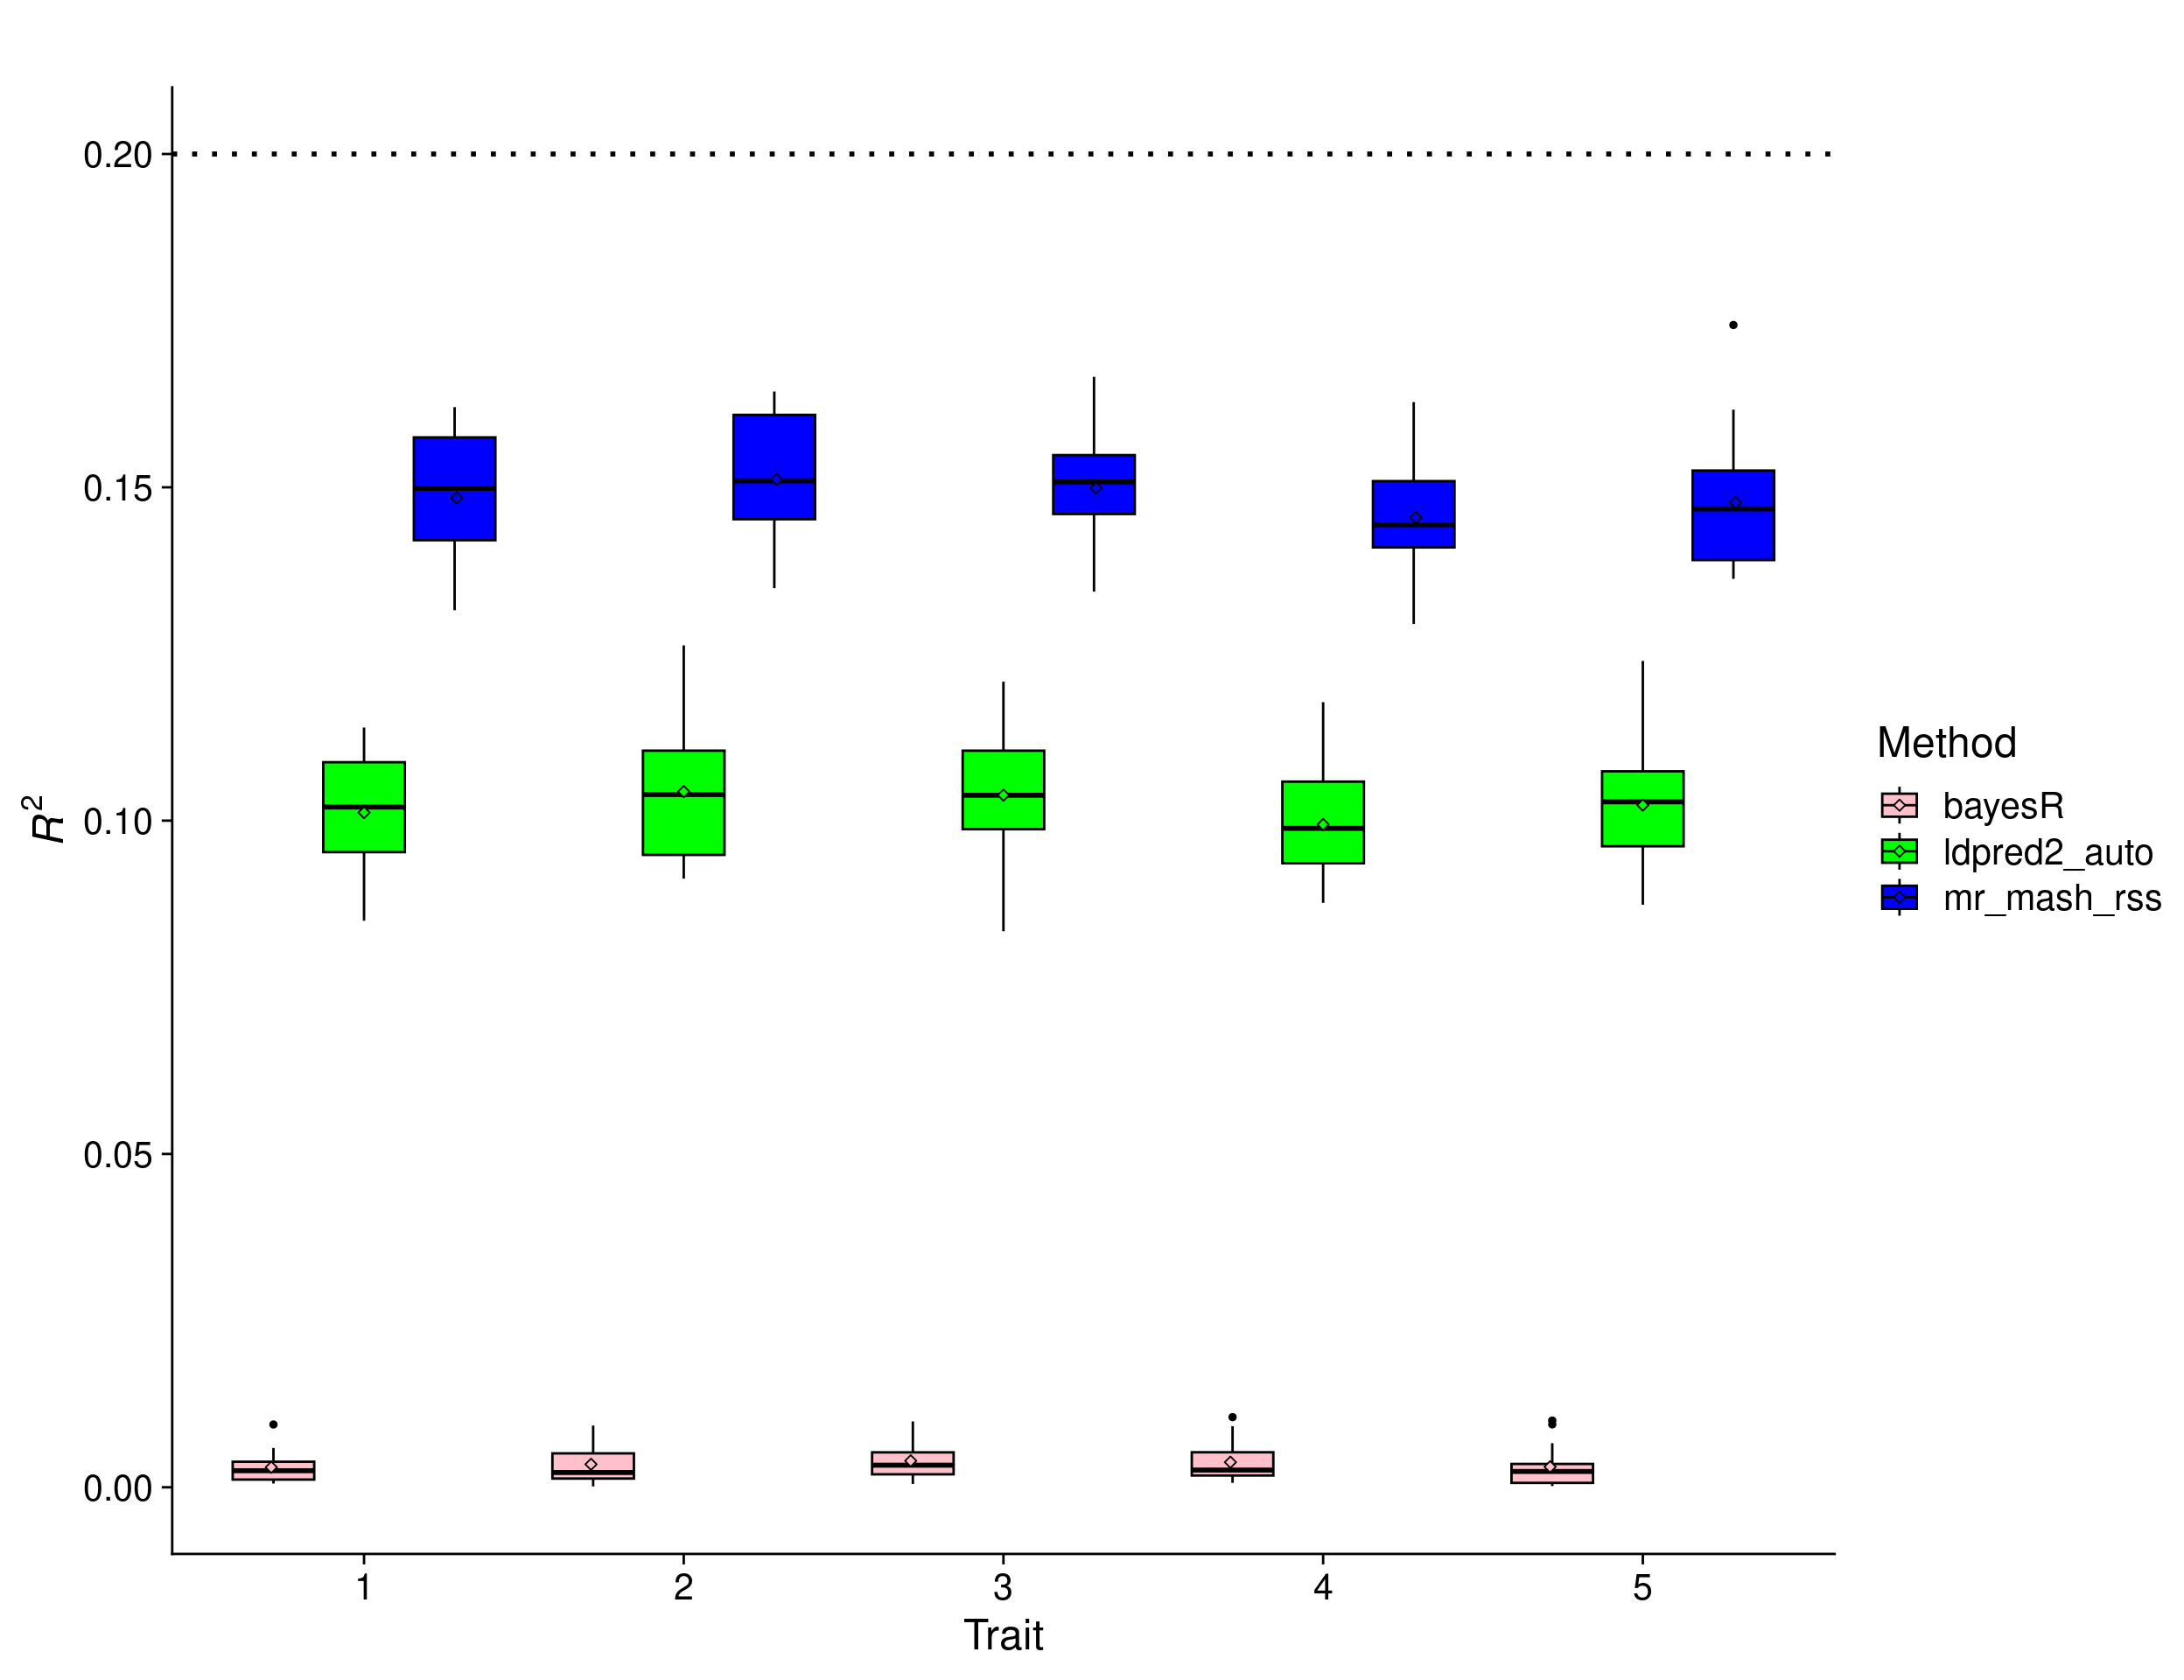 0.20
0.15
0.10
0.05
0.00
R²
1 2 3 4 5
Trait
Method
bayesR
ldpred2_auto
mr_mash_rss